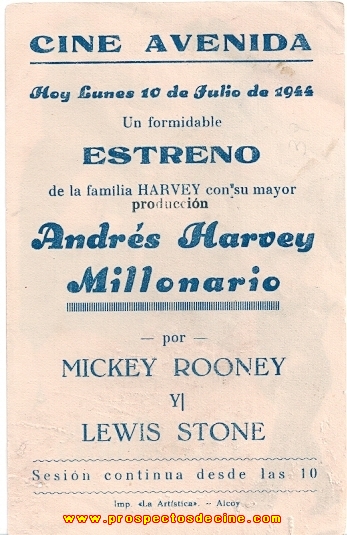 CINE AVENIDA
Hoy Lunes 10 de Julio de 1944
Un formidable
ESTRENO
de la familia HARVEY con su mayor
producción
Andrés Harvey
Millonario
— por —
MICKEY ROONEY
Y
LEWIS STONE
Sesión continua desde las 10
Imp. «La Artística». - Alcoy
www.prospectosdecine.com